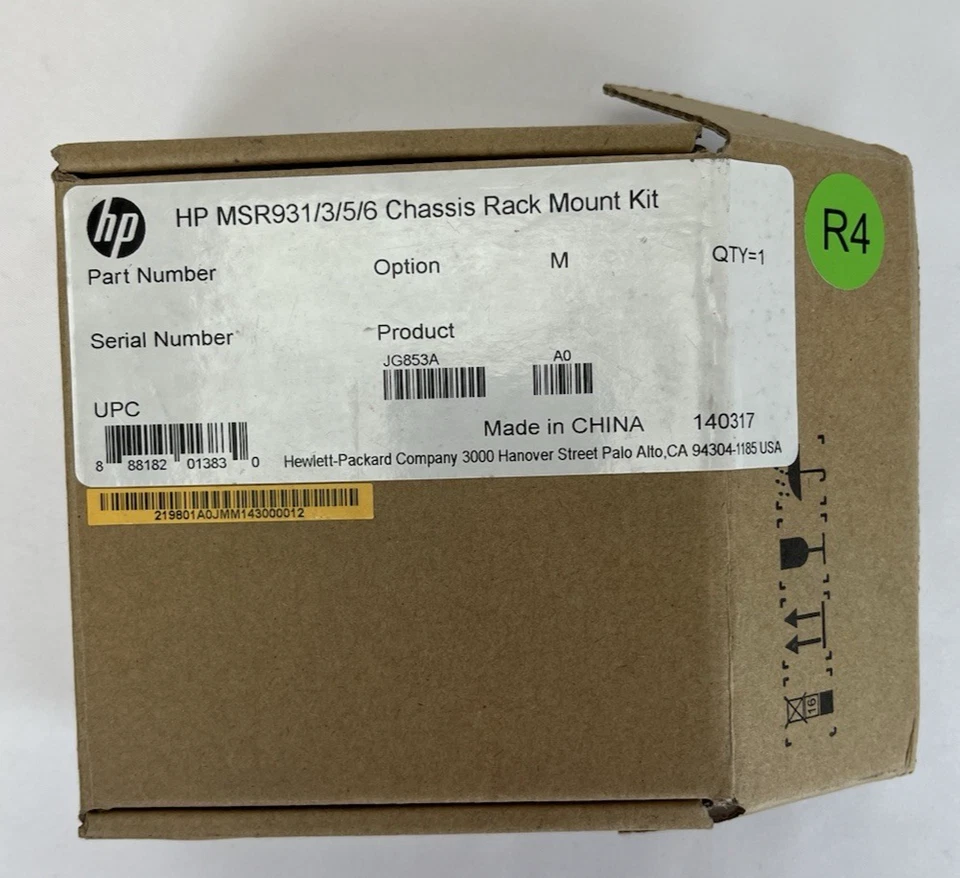 hp
HP MSR931/3/5/6 Chassis Rack Mount Kit
R4
Part Number Option M QTY=1
Serial Number Product
JG853A A0
UPC
Made in CHINA 140317
8 88182 01383 0
Hewlett-Packard Company 3000 Hanover Street Palo Alto,CA 94304-1185 USA
219801A0JMM143000012
16